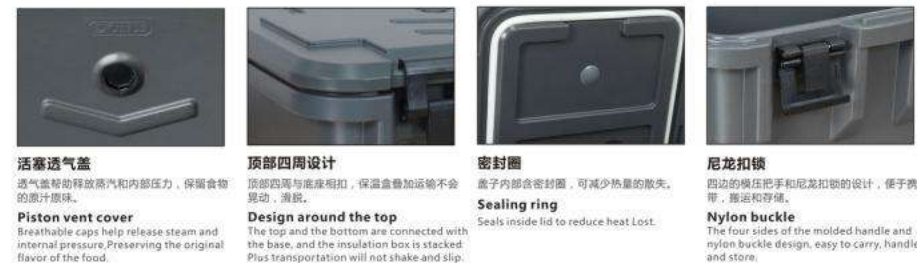 活塞透气盖
透气盖帮助释放蒸汽和内部压力，保留食物
的原汁原味。
Piston vent cover
Breathable caps help release steam and
internal pressure,Preserving the original
flavor of the food.
顶部四周设计
顶部四周与底座相扣，保温盒叠加运输不会
晃动，滑脱。
Design around the top
The top and the bottom are connected with
the base, and the insulation box is stacked
Plus transportation will not shake and slip.
密封圈
盖子内部含密封圈，可减少热量的散失。
Sealing ring
Seals inside lid to reduce heat Lost.
尼龙扣锁
四边的模压把手和尼龙扣锁的设计，便于携
带，搬运和存储。
Nylon buckle
The four sides of the molded handle and
nylon buckle design, easy to carry, handle
and store.